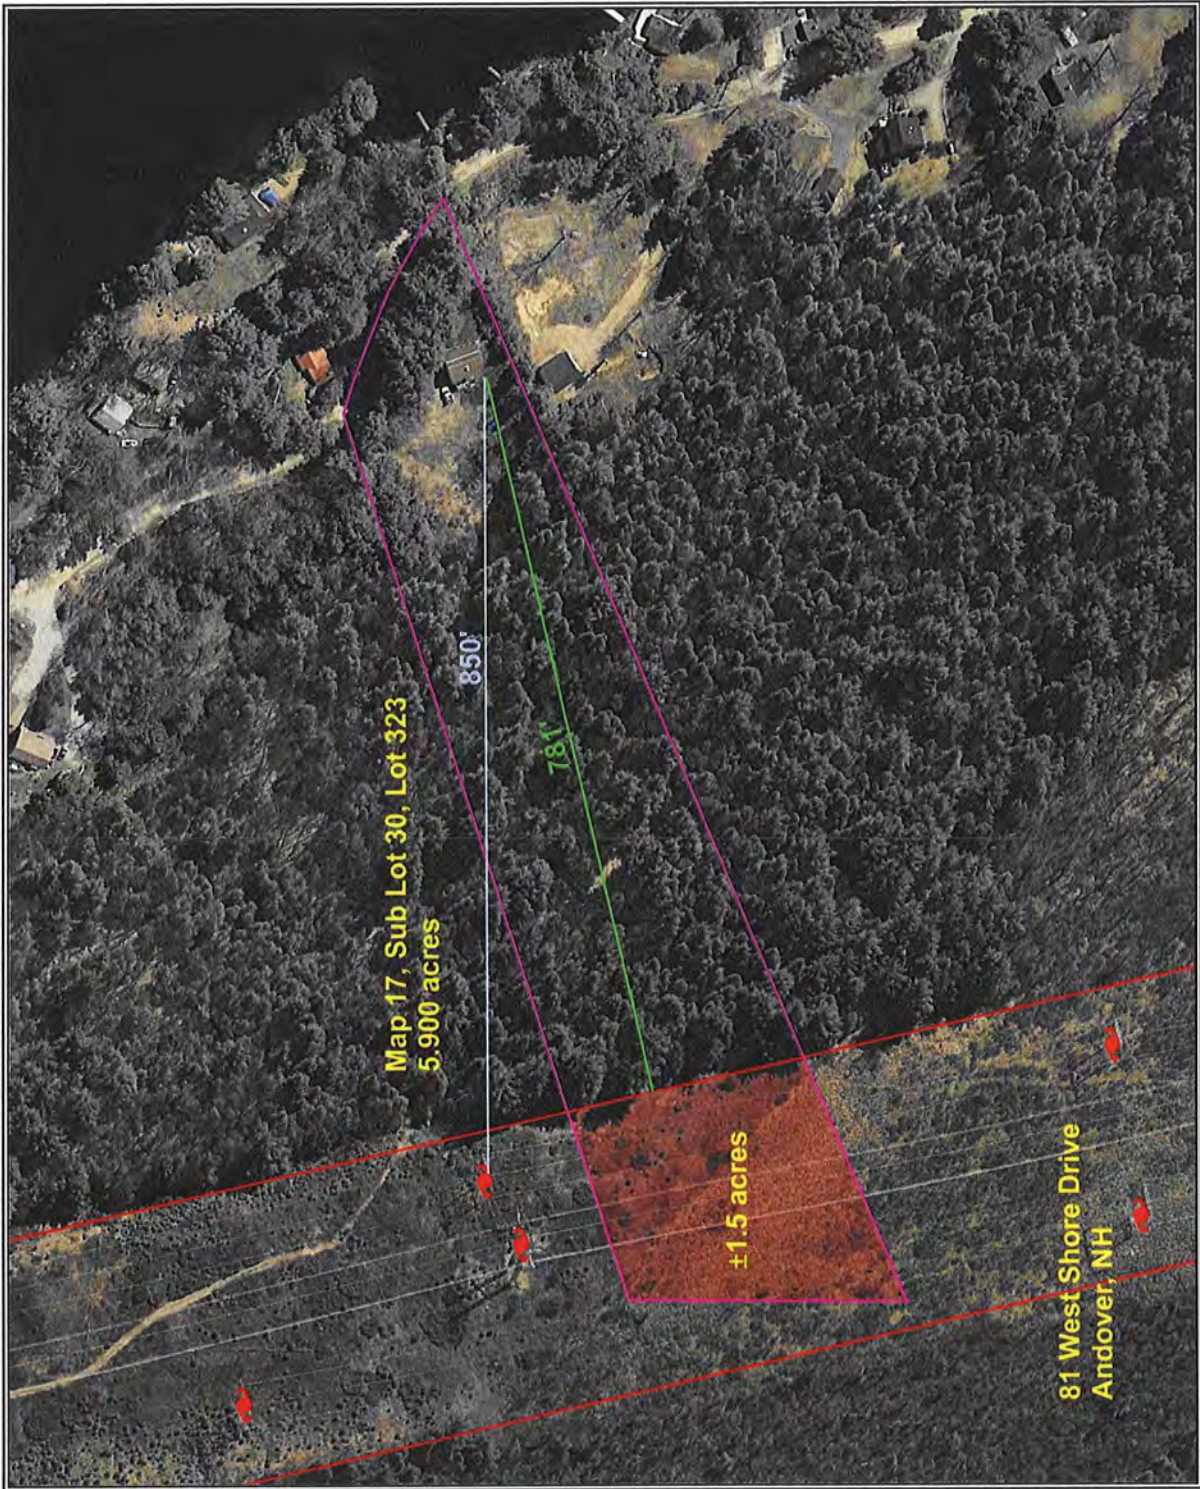 Map 17, Sub Lot 30, Lot 323
5.900 acres
850'
781'
±1.5 acres
81 West Shore Drive
Andover, NH